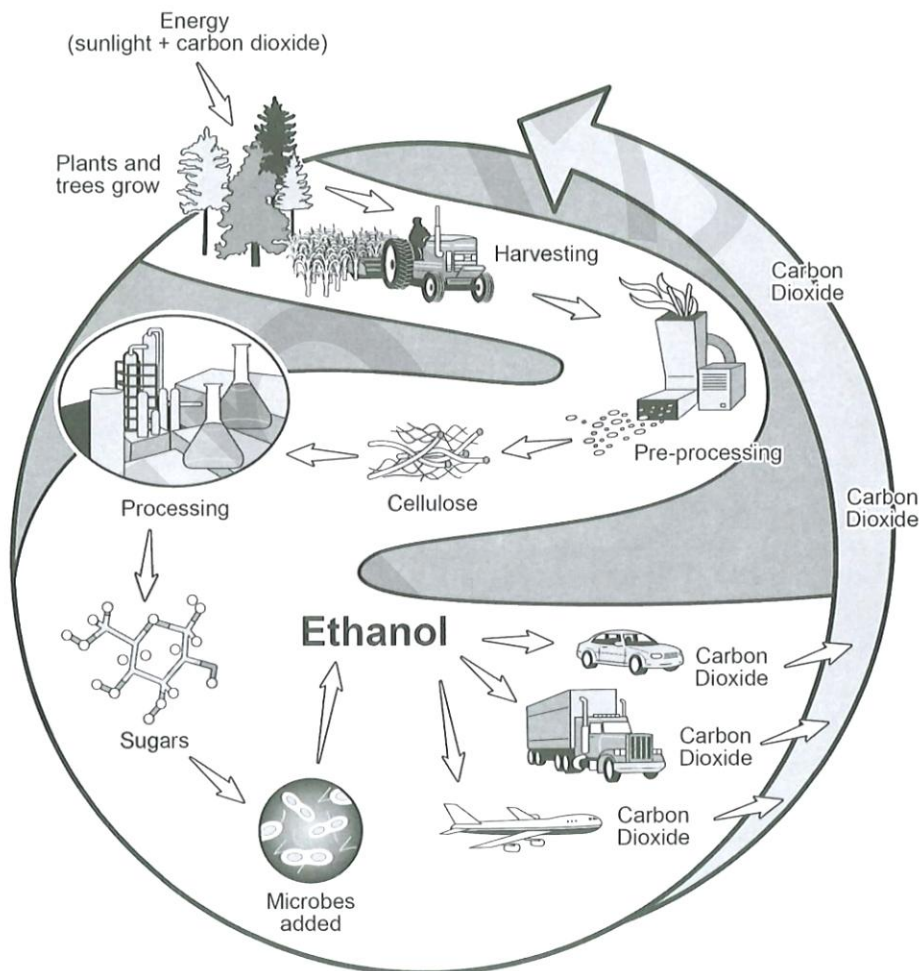 Energy
(sunlight + carbon dioxide)
Plants and
trees grow
Harvesting
Carbon
Dioxide
Pre-processing
Cellulose
Processing
Carbon
Dioxide
Ethanol
Carbon
Dioxide
Sugars
Carbon
Dioxide
Carbon
Dioxide
Microbes
added